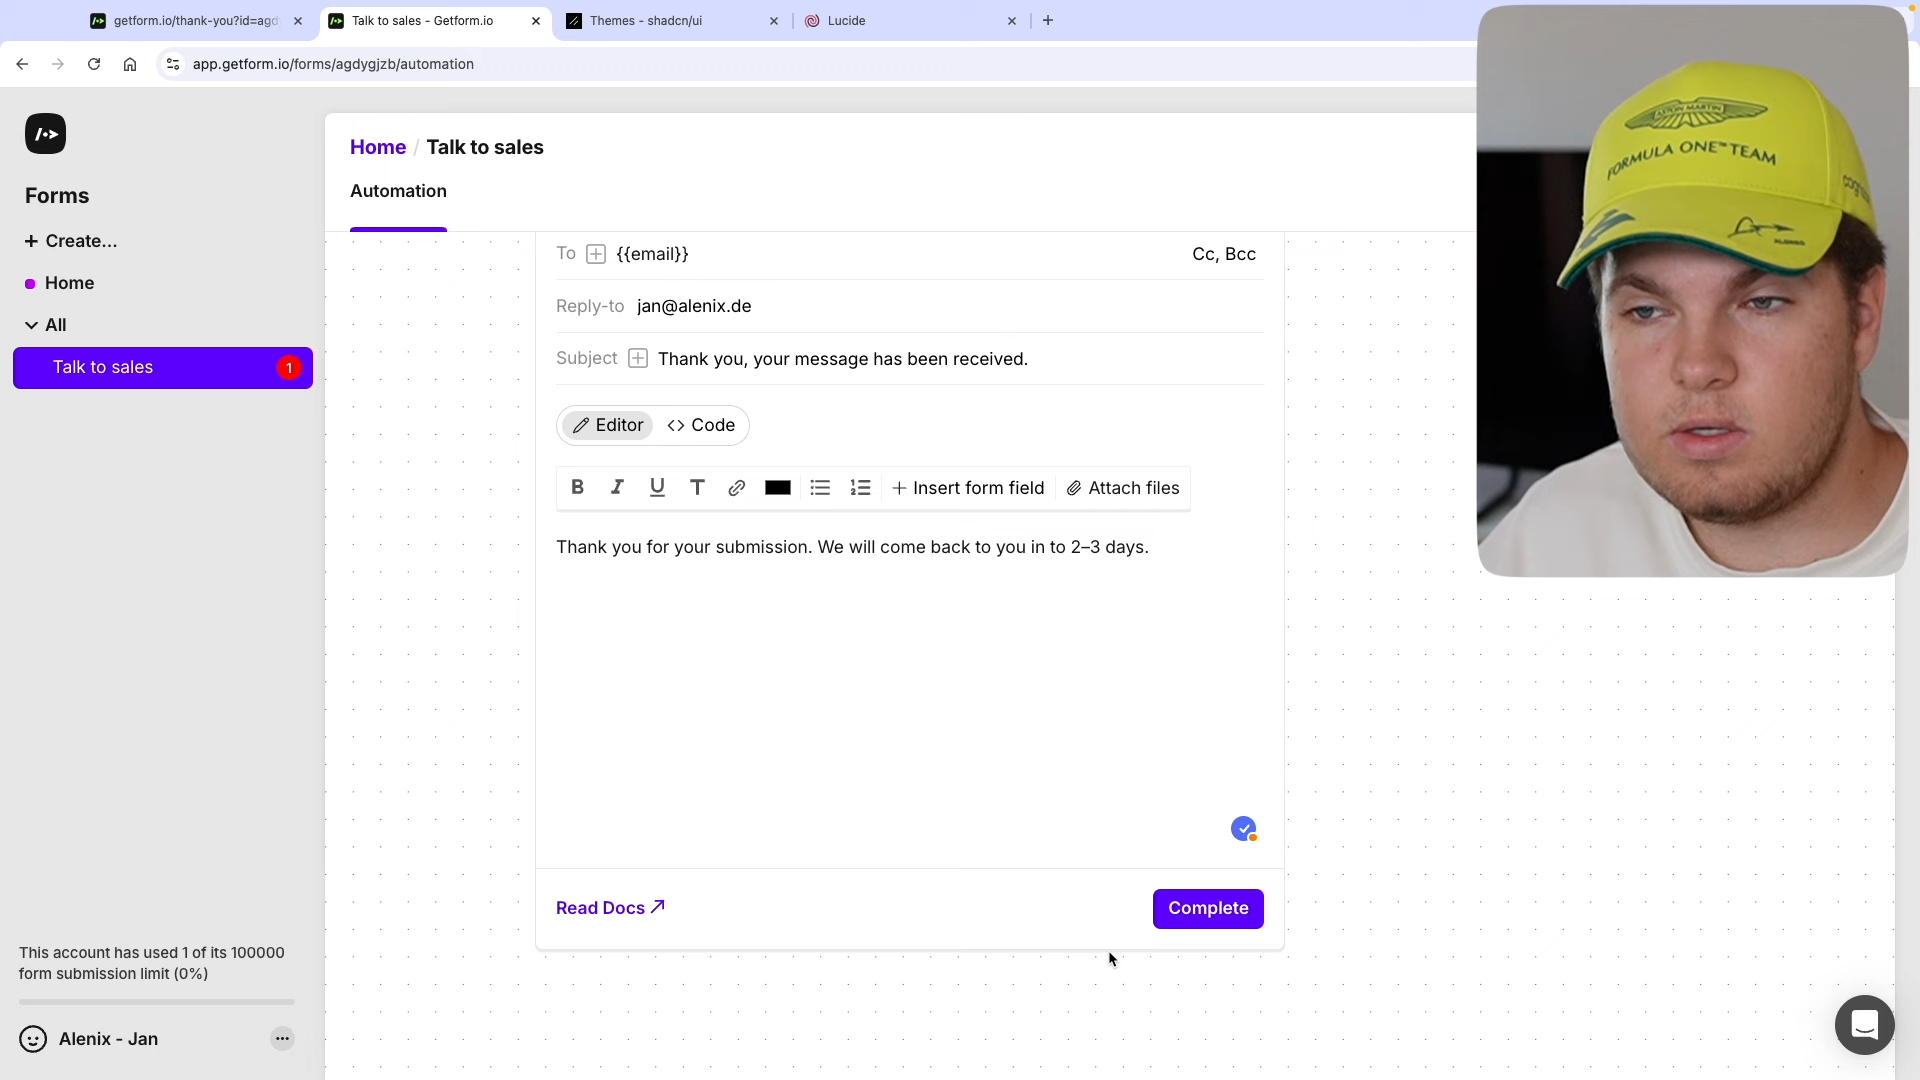 getform.io/thank-you?id=agd
Talk to sales - Getform.io
Themes - shadcn/ui
Lucide
app.getform.io/forms/agdygjzb/automation
Home / Talk to sales
Automation
Forms
+ Create...
Home
All
Talk to sales
1
To {{email}} Cc, Bcc
Reply-to jan@alenix.de
Subject Thank you, your message has been received.
Editor <> Code
B I U T + Insert form field Attach files
Thank you for your submission. We will come back to you in to 2–3 days.
Read Docs
Complete
This account has used 1 of its 100000
form submission limit (0%)
Alenix - Jan
ASTON MARTIN
FORMULA ONE™ TEAM